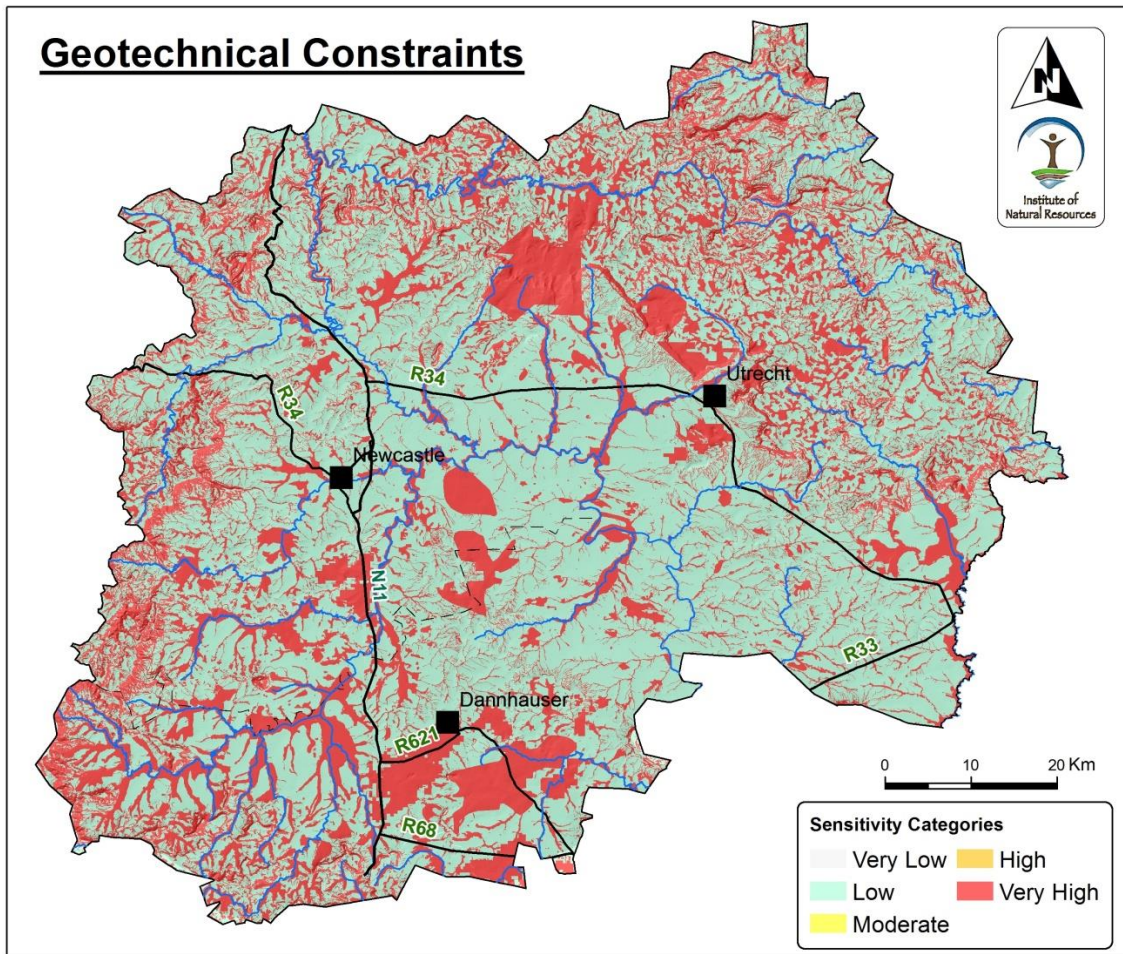 Geotechnical Constraints
N
Institute of
Natural Resources
R34
Utrecht
R34
Newcastle
N11
R33
Dannhauser
R621
R68
0 10 20 Km
Sensitivity Categories
Very Low
High
Low
Very High
Moderate